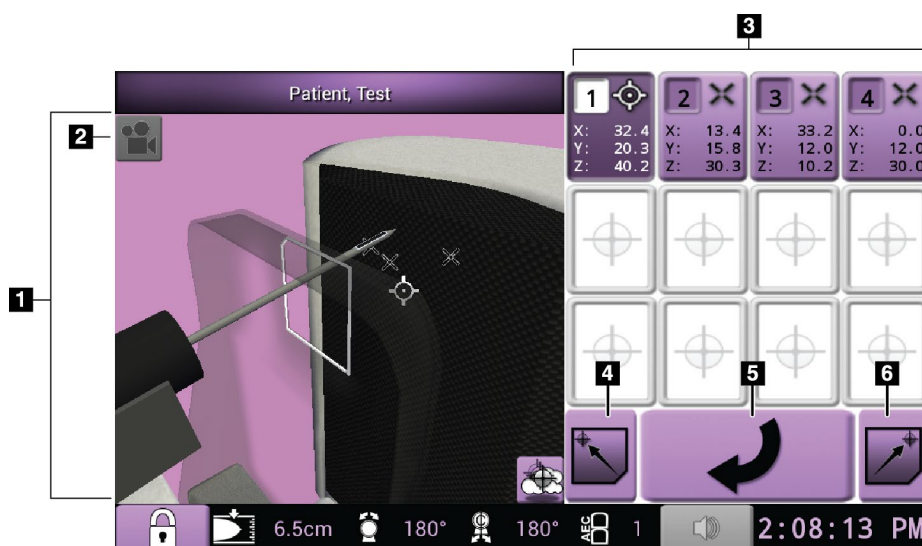 3
Patient, Test
1 2 3 4
X: 32.4 X: 13.4 X: 33.2 X: 0.0
Y: 20.3 Y: 15.8 Y: 12.0 Y: 12.0
Z: 40.2 Z: 30.3 Z: 10.2 Z: 30.0
2
1
4 5 6
6.5cm 180° 180° AEC 1 2:08:13 PM